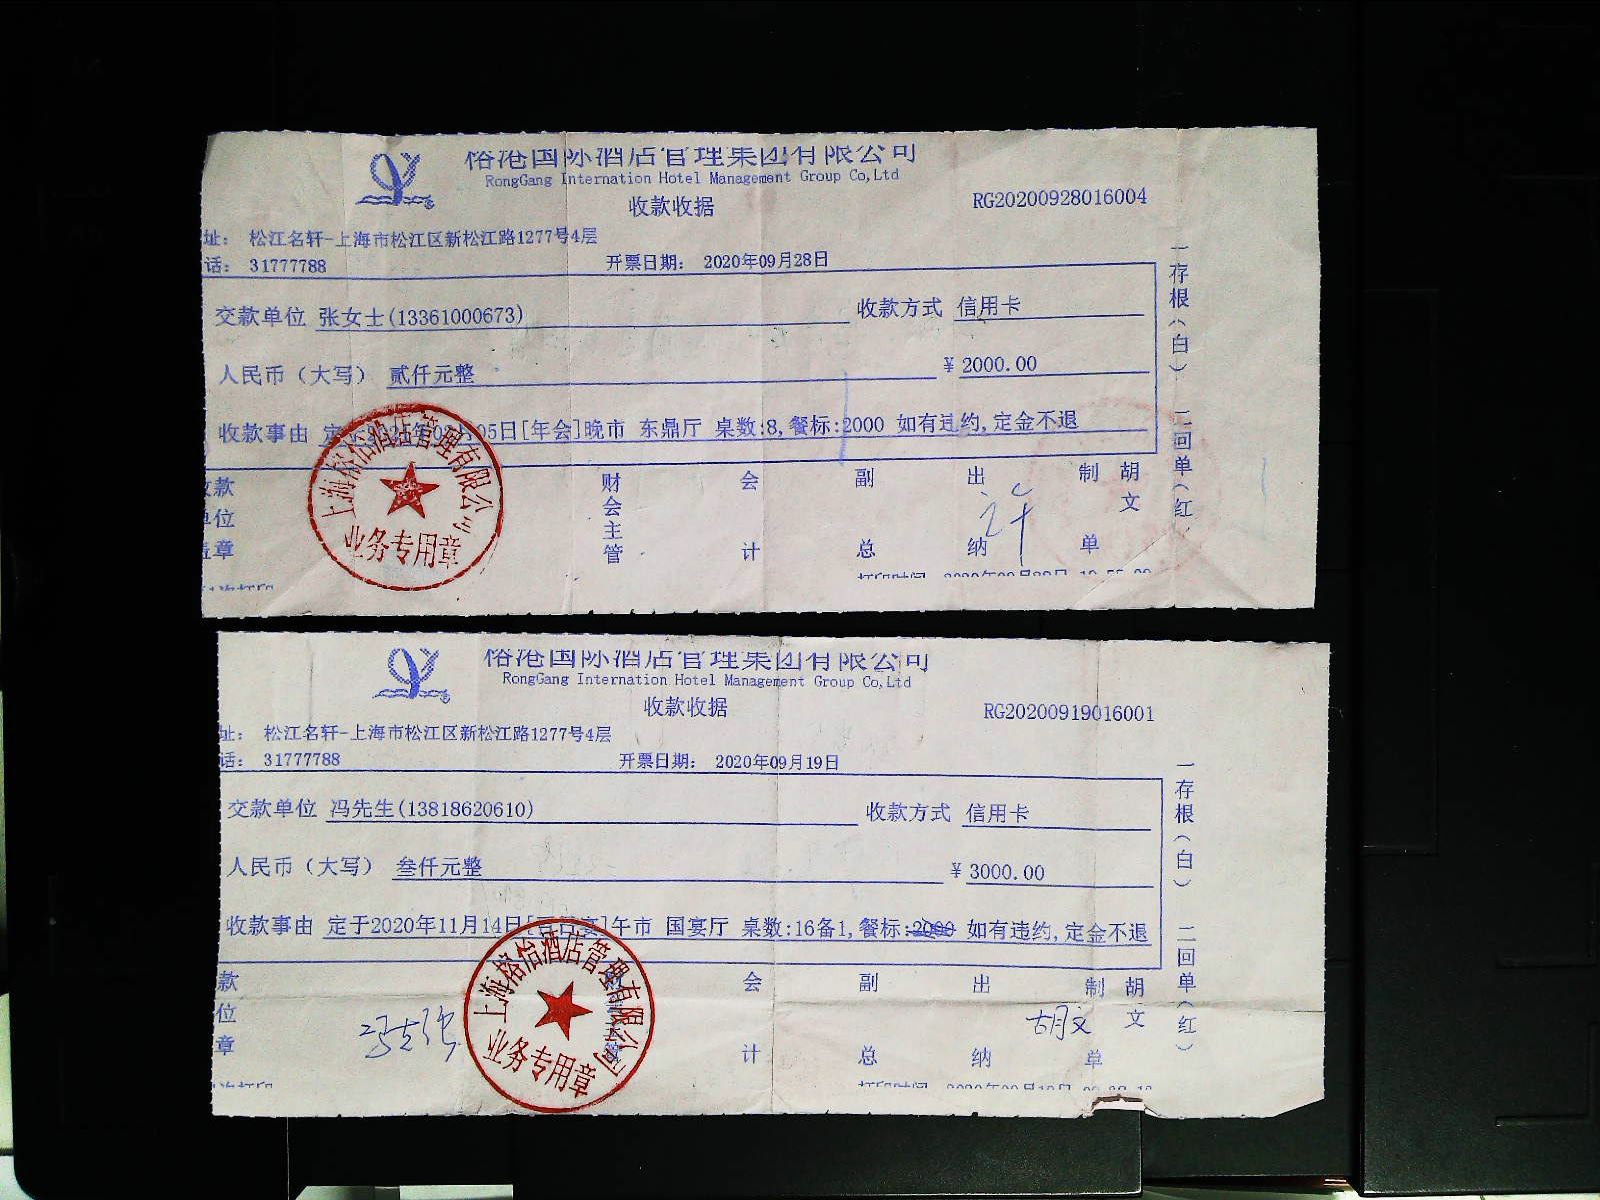 榕港国际酒店管理集团有限公司
RongGang Internation Hotel Management Group Co,Ltd
收款收据
RG20200928016004
址： 松江名轩-上海市松江区新松江路1277号4层
话： 31777788
开票日期： 2020年09月28日
交款单位 张女士(13361000673)
收款方式 信用卡
人民币（大写） 贰仟元整
¥ 2000.00
收款事由 定 05日[年会]晚市 东鼎厅 桌数:8,餐标:2000 如有违约,定金不退
款 位 章
财会主管
会计
副总
出纳
制单
胡文
一存根（白） 二回单（红
上海榕怡酒店管理有限公司
业务专用章
榕港国际酒店管理集团有限公司
RongGang Internation Hotel Management Group Co,Ltd
收款收据
RG20200919016001
址： 松江名轩-上海市松江区新松江路1277号4层
话： 31777788
开票日期： 2020年09月19日
交款单位 冯先生(13818620610)
收款方式 信用卡
人民币（大写） 叁仟元整
¥ 3000.00
收款事由 定于2020年11月14日[百日宴]午市 国宴厅 桌数:16备1,餐标:2000 如有违约,定金不退
款 位 章
会计
副总
出纳
制单
胡文
胡文
一存根（白） 二回单（红）
上海榕怡酒店管理有限公司
业务专用章